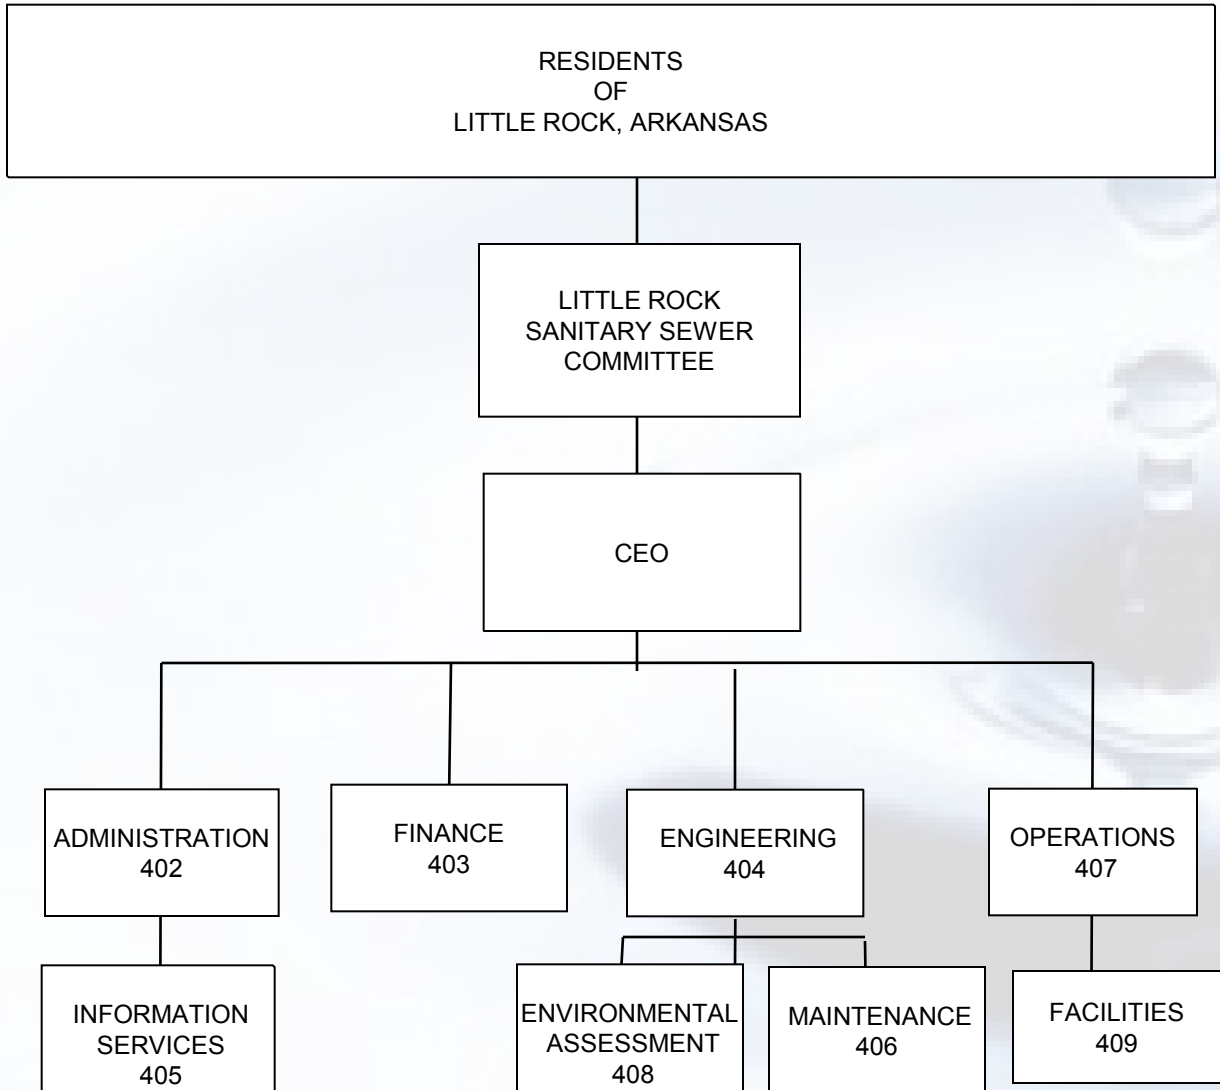 RESIDENTS
OF
LITTLE ROCK, ARKANSAS
LITTLE ROCK
SANITARY SEWER
COMMITTEE
CEO
ADMINISTRATION
402
FINANCE
403
ENGINEERING
404
OPERATIONS
407
INFORMATION
SERVICES
405
ENVIRONMENTAL
ASSESSMENT
408
MAINTENANCE
406
FACILITIES
409